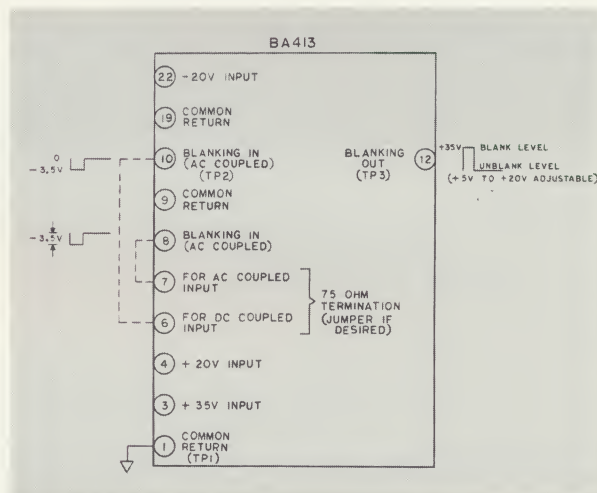 BA413
22 -20V INPUT
19 COMMON
RETURN
0
-3.5V
10 BLANKING IN
(AC COUPLED)
(TP2)
BLANKING
OUT
(TP3)
12
+35V
BLANK LEVEL
UNBLANK LEVEL
(+5V TO +20V ADJUSTABLE)
9 COMMON
RETURN
-3.5V
8 BLANKING IN
(AC COUPLED)
7 FOR AC COUPLED
INPUT
6 FOR DC COUPLED
INPUT
75 OHM
TERMINATION
(JUMPER IF
DESIRED)
4 + 20V INPUT
3 + 35V INPUT
1 COMMON
RETURN
(TP1)